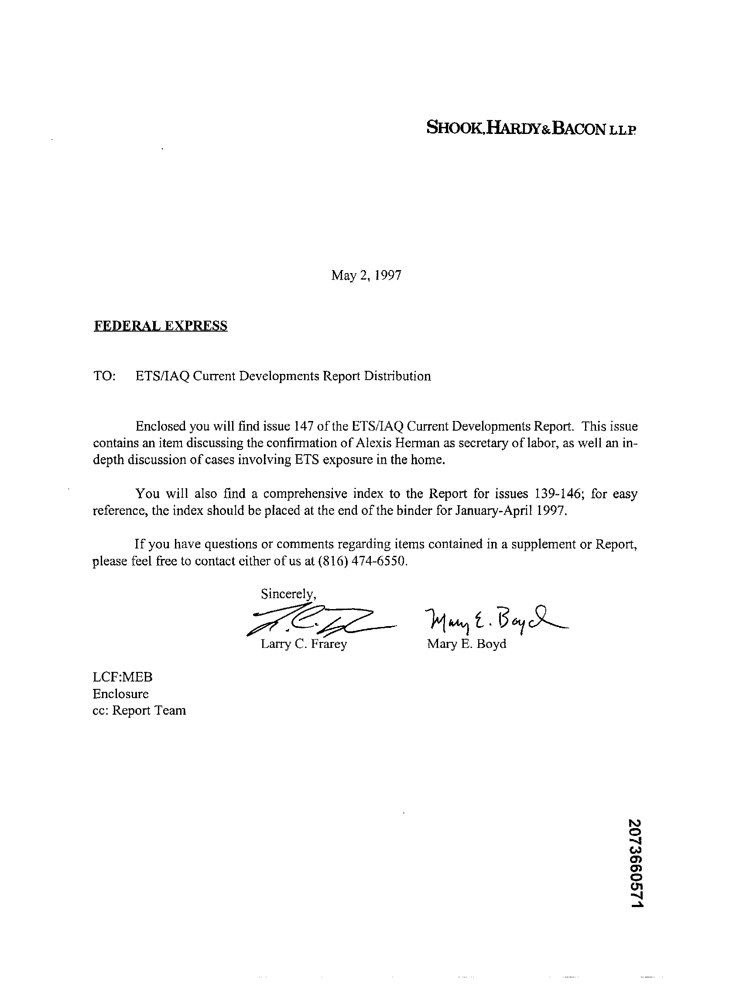 SHOOK, HARDY & BACON L.L.P.
May 2, 1997
FEDERAL EXPRESS
TO: ETS/IAQ Current Developments Report Distribution
Enclosed you will find issue 147 of the ETS/IAQ Current Developments Report. This issue
contains an item discussing the confirmation of Alexis Herman as secretary of labor, as well an in-
depth discussion of cases involving ETS exposure in the home.
You will also find a comprehensive index to the Report for issues 139-146; for easy
reference, the index should be placed at the end of the binder for January-April 1997.
If you have questions or comments regarding items contained in a supplement or Report,
please feel free to contact either of us at (816) 474-6550.
Sincerely,
Mary E. Boyd
Larry C. Frarey Mary E. Boyd
LCF:MEB
Enclosure
cc: Report Team
2073660571